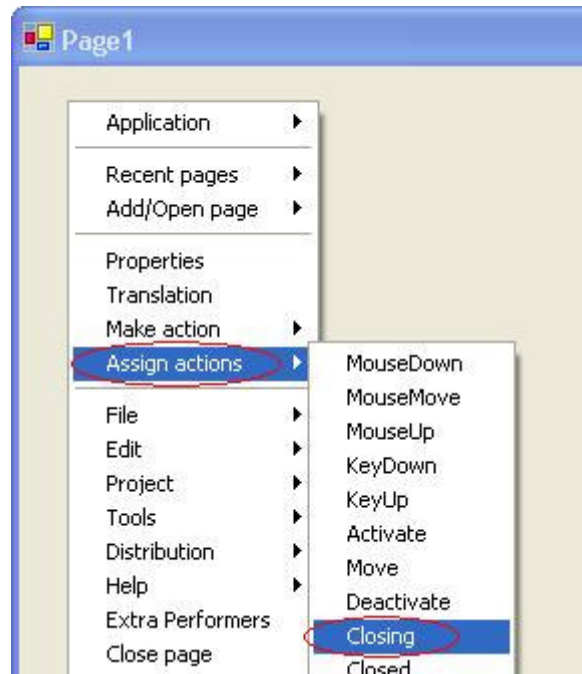 Page1
Application
Recent pages
Add/Open page
Properties
Translation
Make action
Assign actions
File
Edit
Project
Tools
Distribution
Help
Extra Performers
Close page
MouseDown
MouseMove
MouseUp
KeyDown
KeyUp
Activate
Move
Deactivate
Closing
Closed